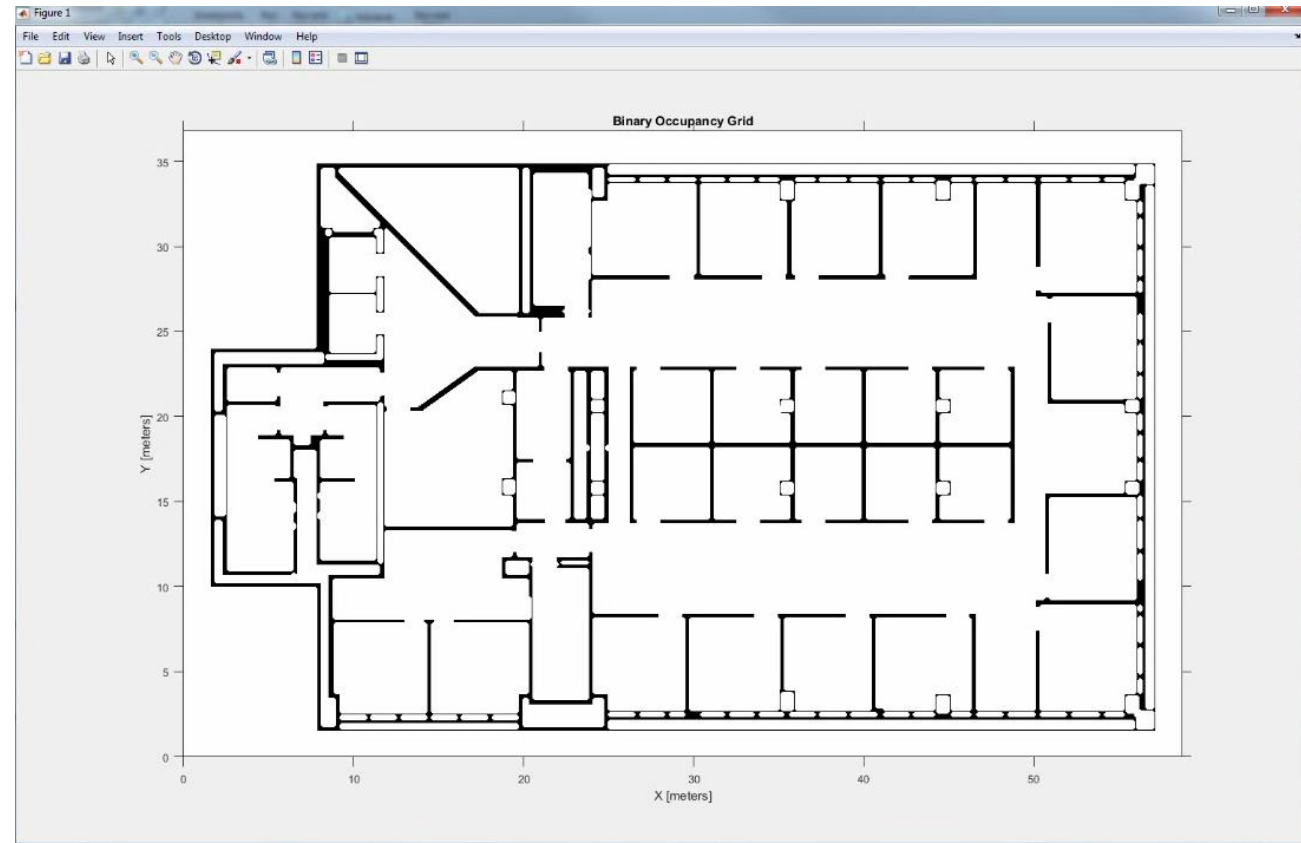 Figure 1
File Edit View Insert Tools Desktop Window Help
Binary Occupancy Grid
35
30
25
20
15
10
5
0
Y [meters]
0 10 20 30 40 50
X [meters]